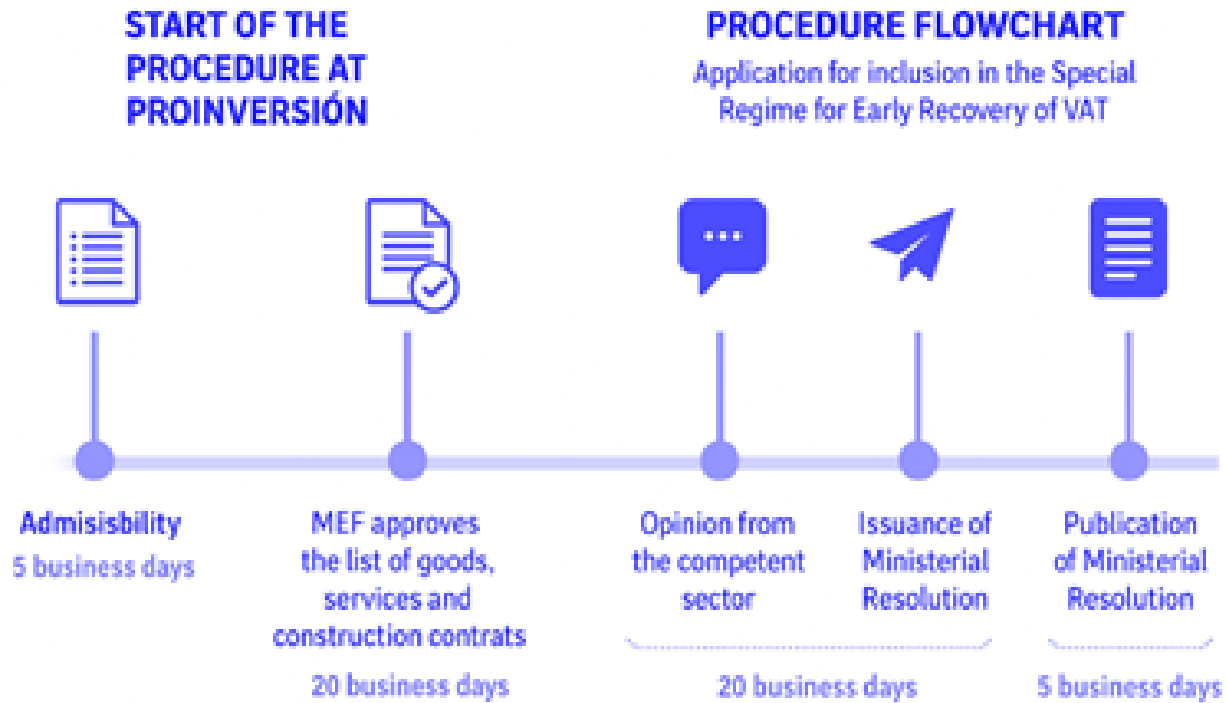 START OF THE
PROCEDURE AT
PROINVERSIÓN
PROCEDURE FLOWCHART
Application for inclusion in the Special
Regime for Early Recovery of VAT
Admisisbility
5 business days
MEF approves
the list of goods,
services and
construction contrats
20 business days
Opinion from
the competent
sector
Issuance of
Ministerial
Resolution
20 business days
Publication
of Ministerial
Resolution
5 business days